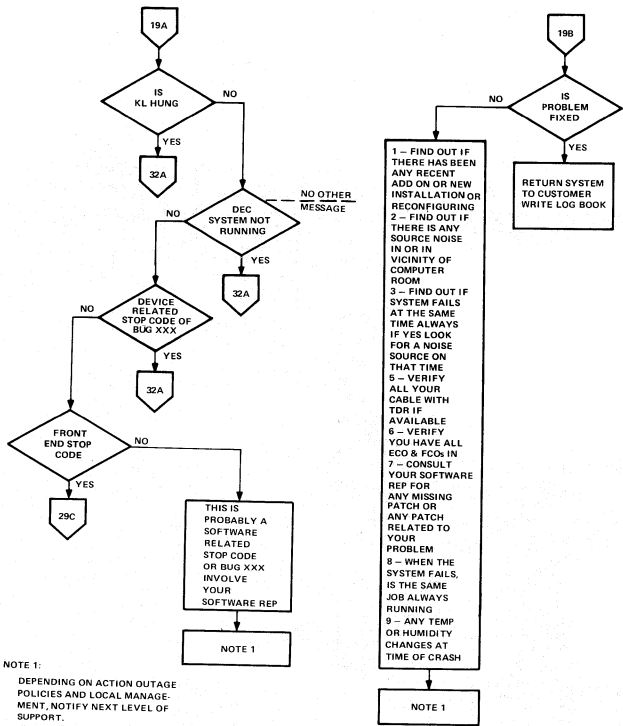 19A
IS
KL HUNG
NO
YES
32A
NO OTHER
MESSAGE
DEC
SYSTEM NOT
RUNNING
NO
YES
32A
DEVICE
RELATED
STOP CODE OF
BUG XXX
NO
YES
32A
FRONT
END STOP
CODE
NO
YES
29C
THIS IS
PROBABLY A
SOFTWARE
RELATED
STOP CODE
OR BUG XXX
INVOLVE
YOUR
SOFTWARE REP
NOTE 1
NOTE 1:
DEPENDING ON ACTION OUTAGE
POLICIES AND LOCAL MANAGE-
MENT, NOTIFY NEXT LEVEL OF
SUPPORT.
19B
IS
PROBLEM
FIXED
NO
YES
RETURN SYSTEM
TO CUSTOMER
WRITE LOG BOOK
1 – FIND OUT IF
THERE HAS BEEN
ANY RECENT
ADD ON OR NEW
INSTALLATION OR
RECONFIGURING
2 – FIND OUT IF
THERE IS ANY
SOURCE NOISE
IN OR IN
VICINITY OF
COMPUTER
ROOM
3 – FIND OUT IF
SYSTEM FAILS
AT THE SAME
TIME ALWAYS
IF YES LOOK
FOR A NOISE
SOURCE ON
THAT TIME
5 – VERIFY
ALL YOUR
CABLE WITH
TDR IF
AVAILABLE
6 – VERIFY
YOU HAVE ALL
ECO & FCOs IN
7 – CONSULT
YOUR SOFTWARE
REP FOR
ANY MISSING
PATCH OR
ANY PATCH
RELATED TO
YOUR
PROBLEM
8 – WHEN THE
SYSTEM FAILS,
IS THE SAME
JOB ALWAYS
RUNNING
9 – ANY TEMP
OR HUMIDITY
CHANGES AT
TIME OF CRASH
NOTE 1